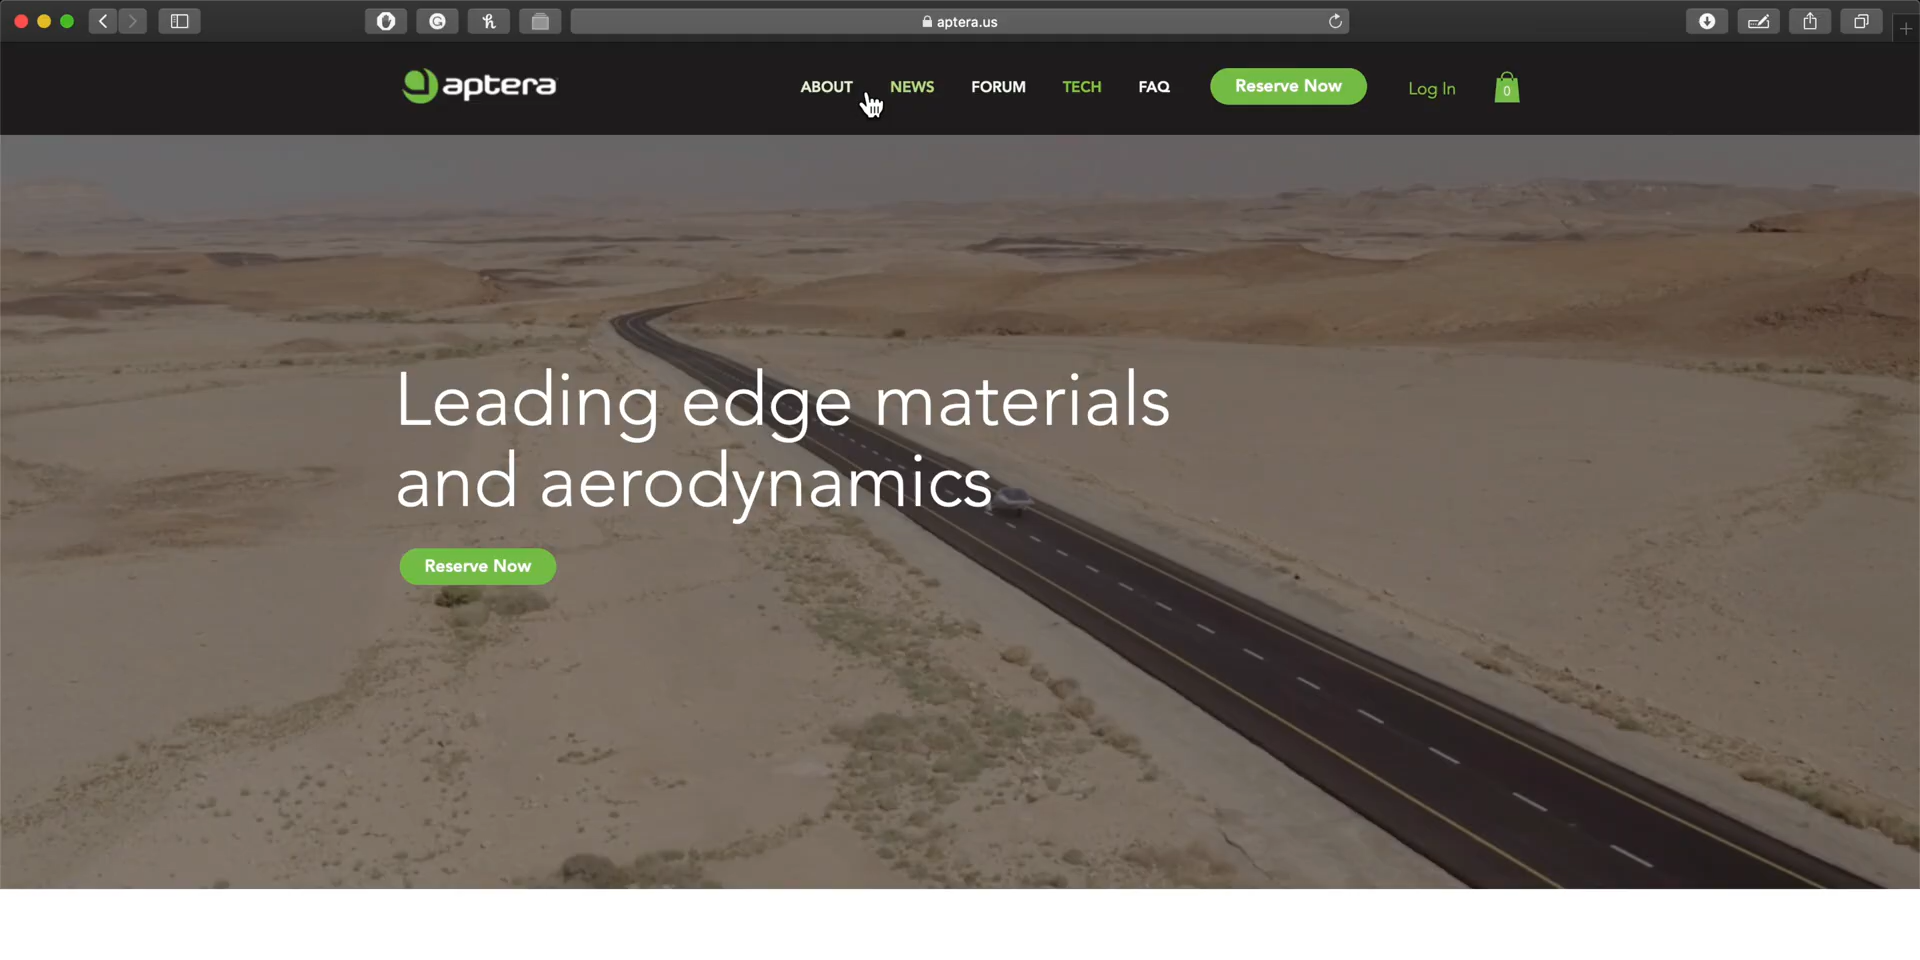 aptera.us
aptera
ABOUT
NEWS
FORUM
TECH
FAQ
Reserve Now
Log In
0
Leading edge materials
and aerodynamics
Reserve Now